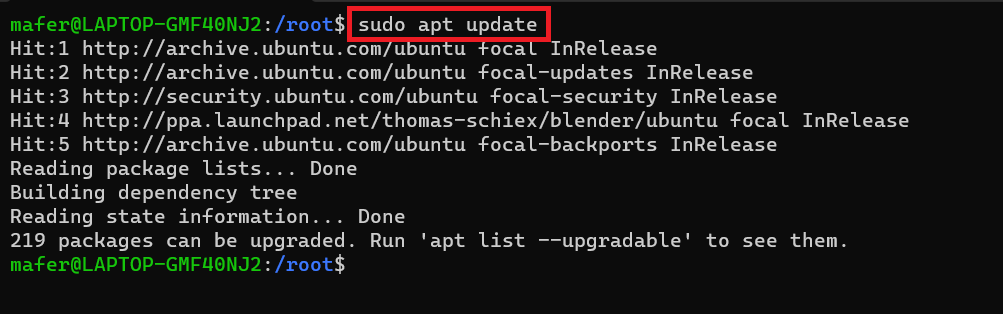 mafer@LAPTOP-GMF40NJ2:/root$ sudo apt update
Hit:1 http://archive.ubuntu.com/ubuntu focal InRelease
Hit:2 http://archive.ubuntu.com/ubuntu focal-updates InRelease
Hit:3 http://security.ubuntu.com/ubuntu focal-security InRelease
Hit:4 http://ppa.launchpad.net/thomas-schiex/blender/ubuntu focal InRelease
Hit:5 http://archive.ubuntu.com/ubuntu focal-backports InRelease
Reading package lists... Done
Building dependency tree
Reading state information... Done
219 packages can be upgraded. Run 'apt list --upgradable' to see them.
mafer@LAPTOP-GMF40NJ2:/root$